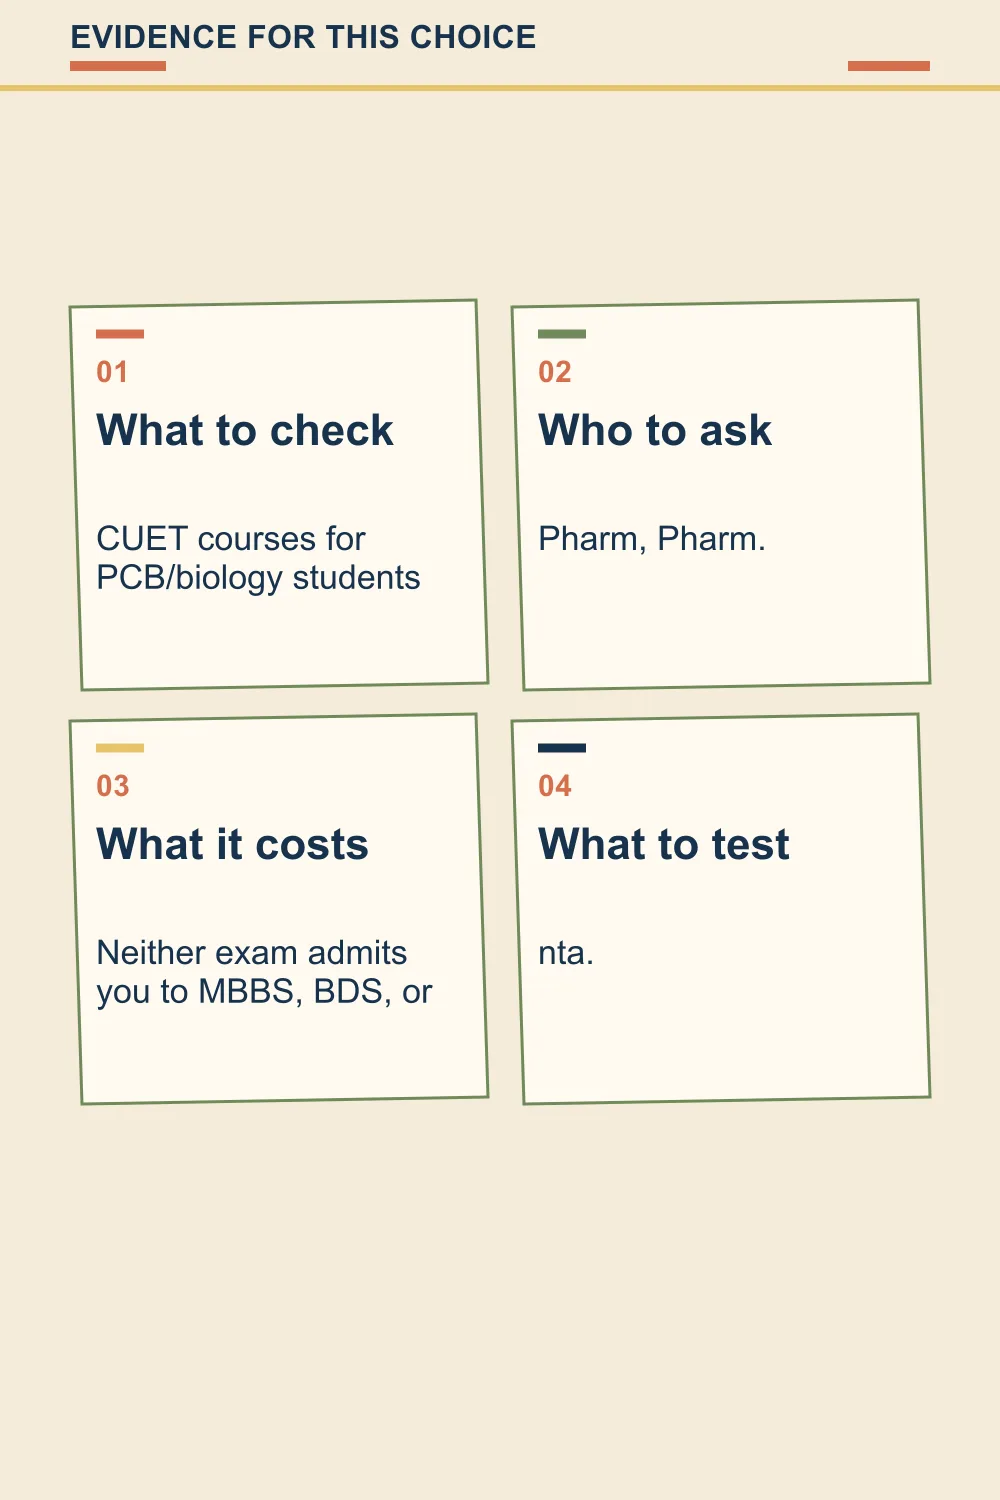 EVIDENCE FOR THIS CHOICE
01
What to check
CUET courses for
PCB/biology students
02
Who to ask
Pharm, Pharm.
03
What it costs
Neither exam admits
you to MBBS, BDS, or
04
What to test
nta.